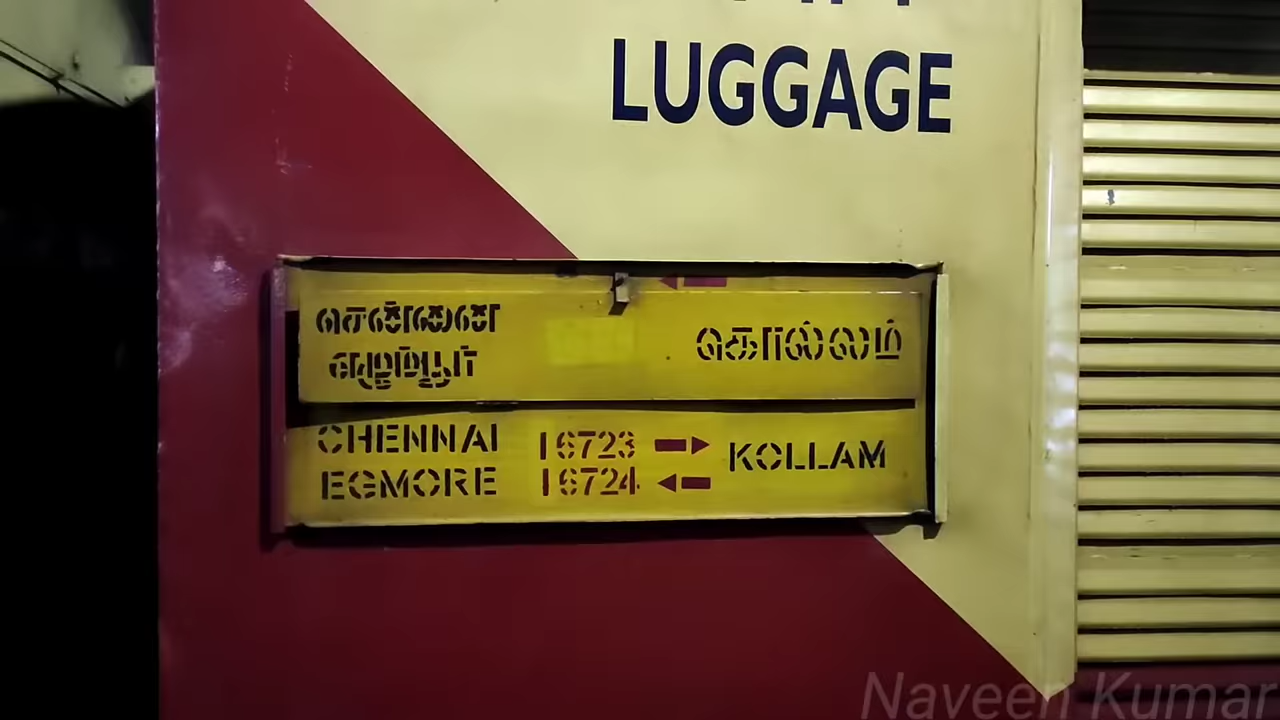 LUGGAGE
சென்னை
எழும்பூர்
கொல்லம்
CHENNAI
EGMORE
16723
16724
KOLLAM
Naveen Kumar